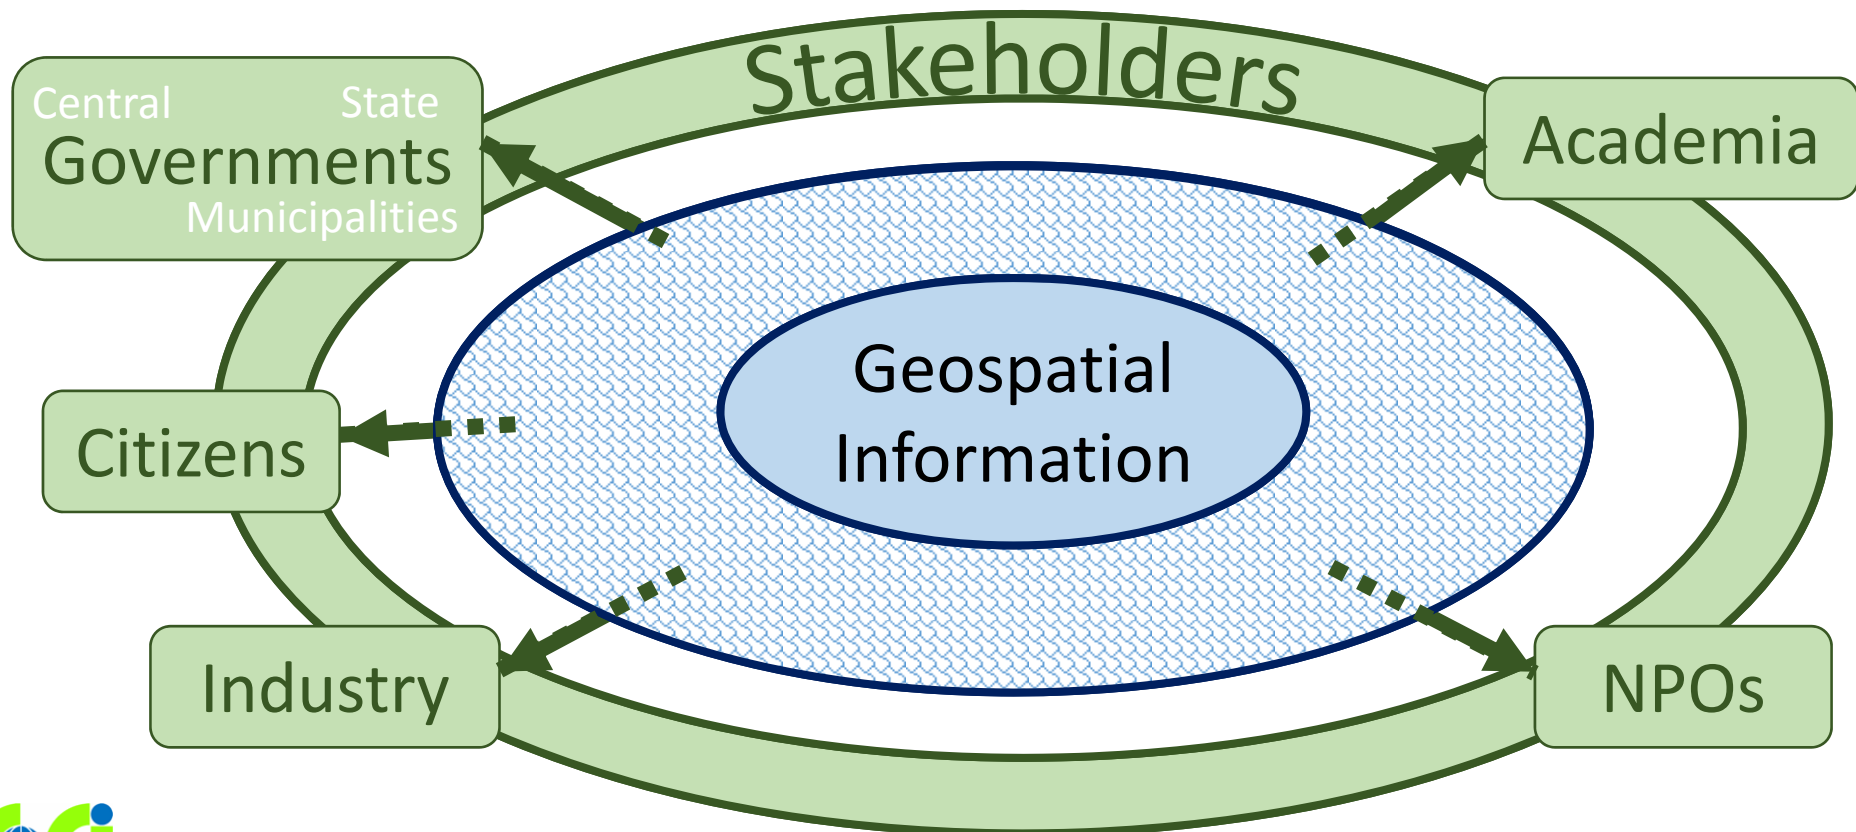 Stakeholders
Central State
Governments
Municipalities
Academia
Geospatial
Information
Citizens
Industry
NPOs